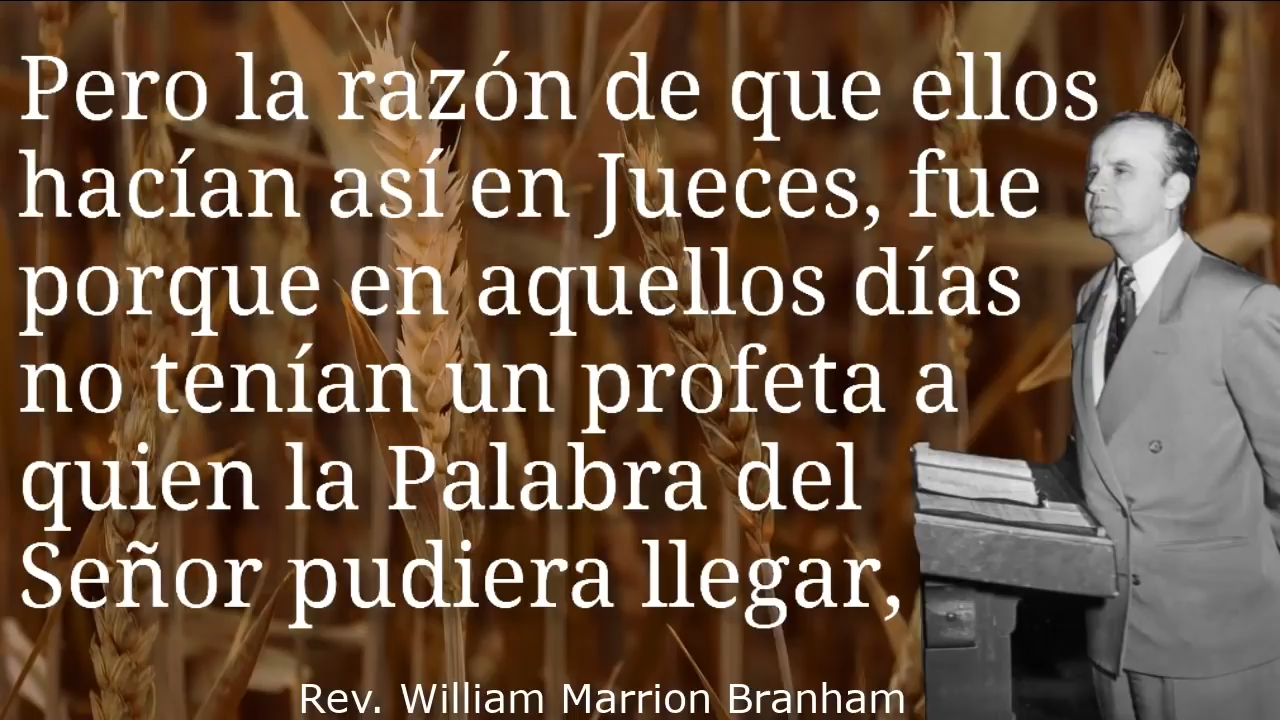 Pero la razón de que ellos
hacían así en Jueces, fue
porque en aquellos días
no tenían un profeta a
quien la Palabra del
Señor pudiera llegar,
Rev. William Marrion Branham